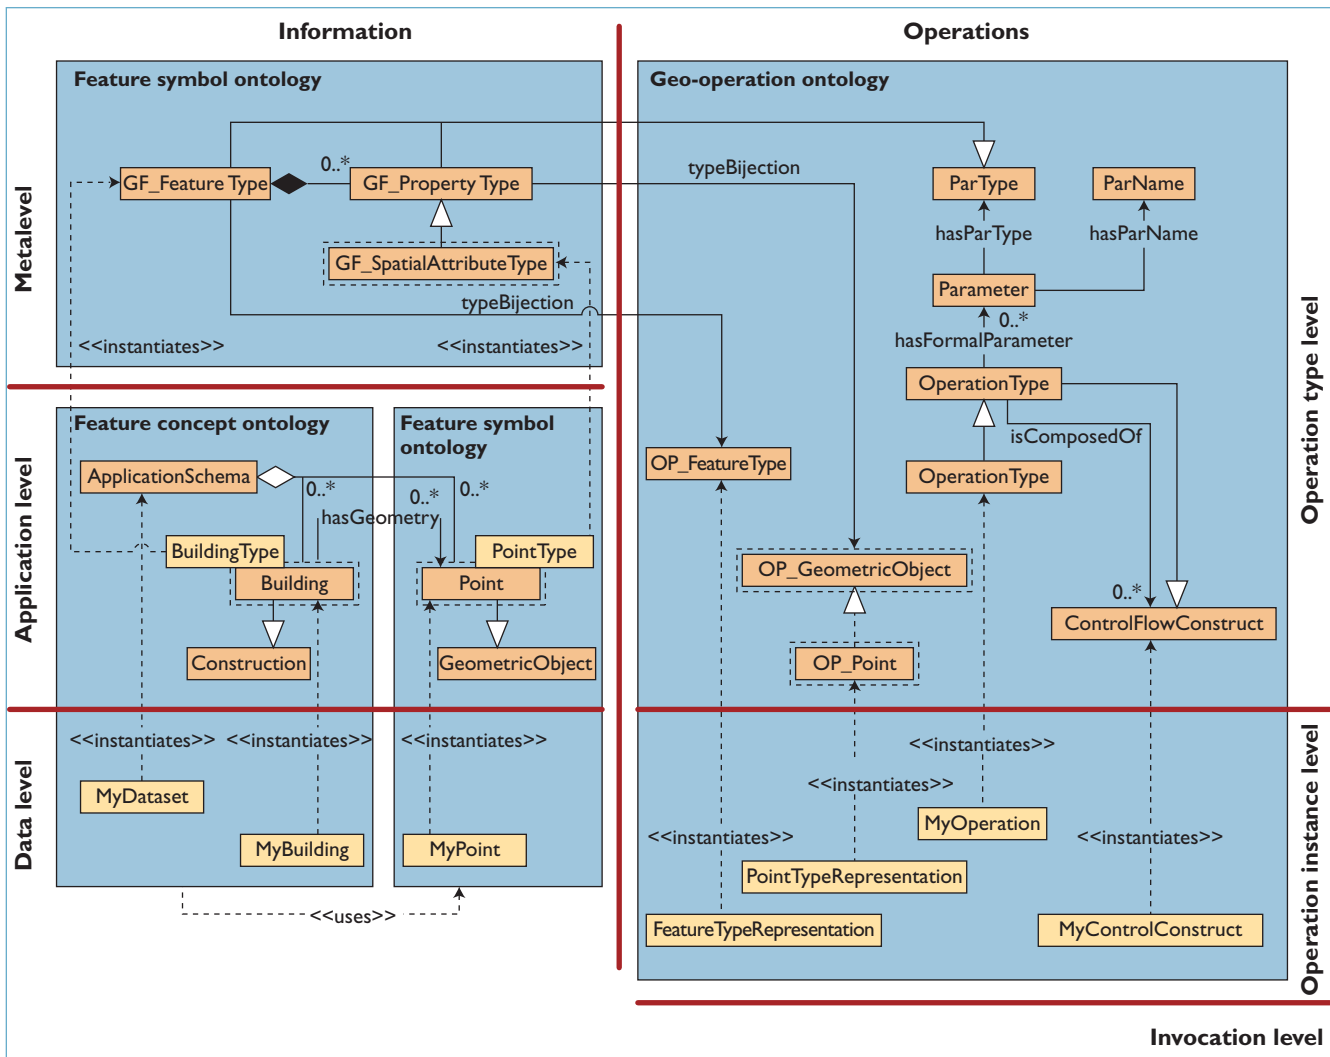 Information
Operations
Feature symbol ontology
Geo-operation ontology
0..*
typeBijection
GF_Feature Type
GF_Property Type
ParType
ParName
hasParType
hasParName
GF_SpatialAttributeType
Parameter
typeBijection
0..*
<<instantiates>>
<<instantiates>>
hasFormalParameter
OperationType
Metalevel
Feature concept ontology
Feature symbol
ontology
isComposedOf
OP_FeatureType
OperationType
ApplicationSchema
0..*
0..*
0..*
hasGeometry
BuildingType
PointType
Building
Point
OP_GeometricObject
0..*
ControlFlowConstruct
Construction
GeometricObject
OP_Point
Application level
Operation type level
<<instantiates>>
<<instantiates>>
<<instantiates>>
<<instantiates>>
<<instantiates>>
MyDataset
MyOperation
<<instantiates>>
<<instantiates>>
MyBuilding
MyPoint
PointTypeRepresentation
<<uses>>
FeatureTypeRepresentation
MyControlConstruct
Data level
Operation instance level
Invocation level